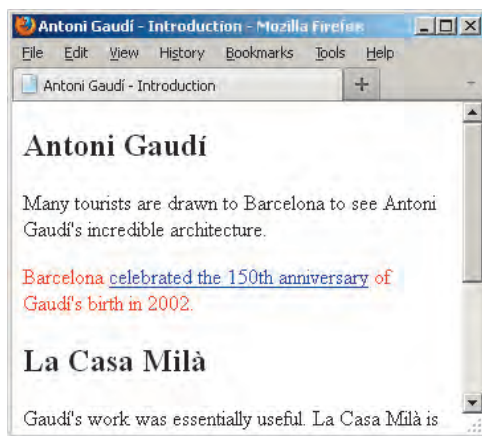 Antoni Gaudí - Introduction - Mozilla Firefox
File Edit View History Bookmarks Tools Help
Antoni Gaudí - Introduction
Antoni Gaudí
Many tourists are drawn to Barcelona to see Antoni
Gaudí's incredible architecture.
Barcelona celebrated the 150th anniversary of
Gaudí's birth in 2002.
La Casa Milà
Gaudí's work was essentially useful. La Casa Milà is